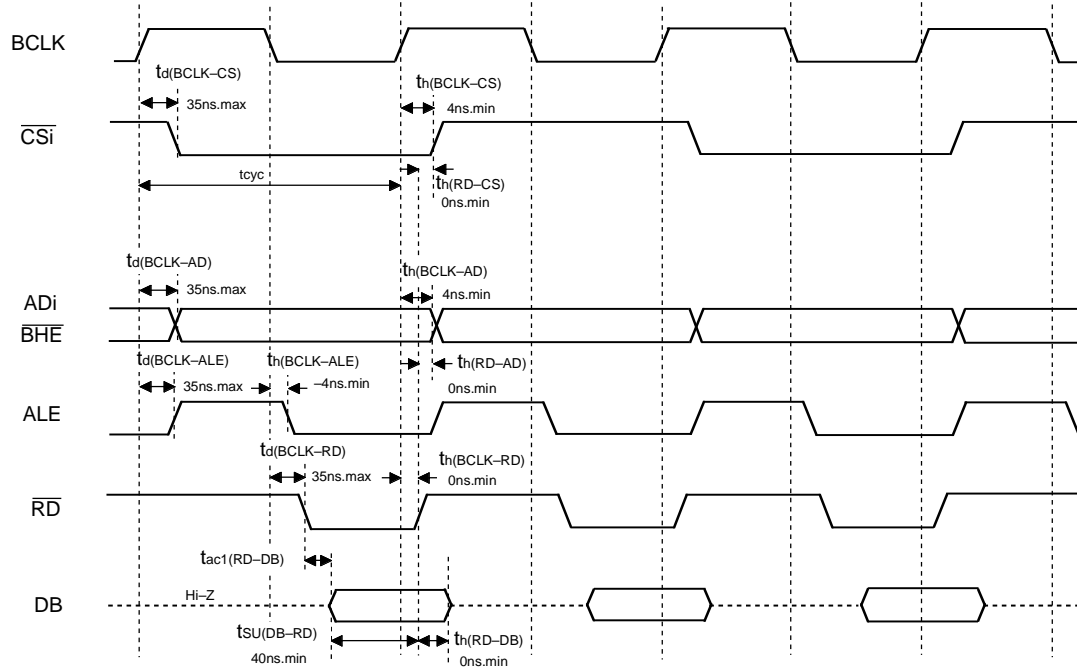 BCLK
td(BCLK–CS)
35ns.max
th(BCLK–CS)
4ns.min
CSi
tcyc
th(RD–CS)
0ns.min
td(BCLK–AD)
35ns.max
th(BCLK–AD)
4ns.min
ADi
BHE
td(BCLK–ALE)
35ns.max
th(BCLK–ALE)
–4ns.min
th(RD–AD)
0ns.min
ALE
td(BCLK–RD)
35ns.max
th(BCLK–RD)
0ns.min
RD
tac1(RD–DB)
Hi–Z
DB
tSU(DB–RD)
40ns.min
th(RD–DB)
0ns.min